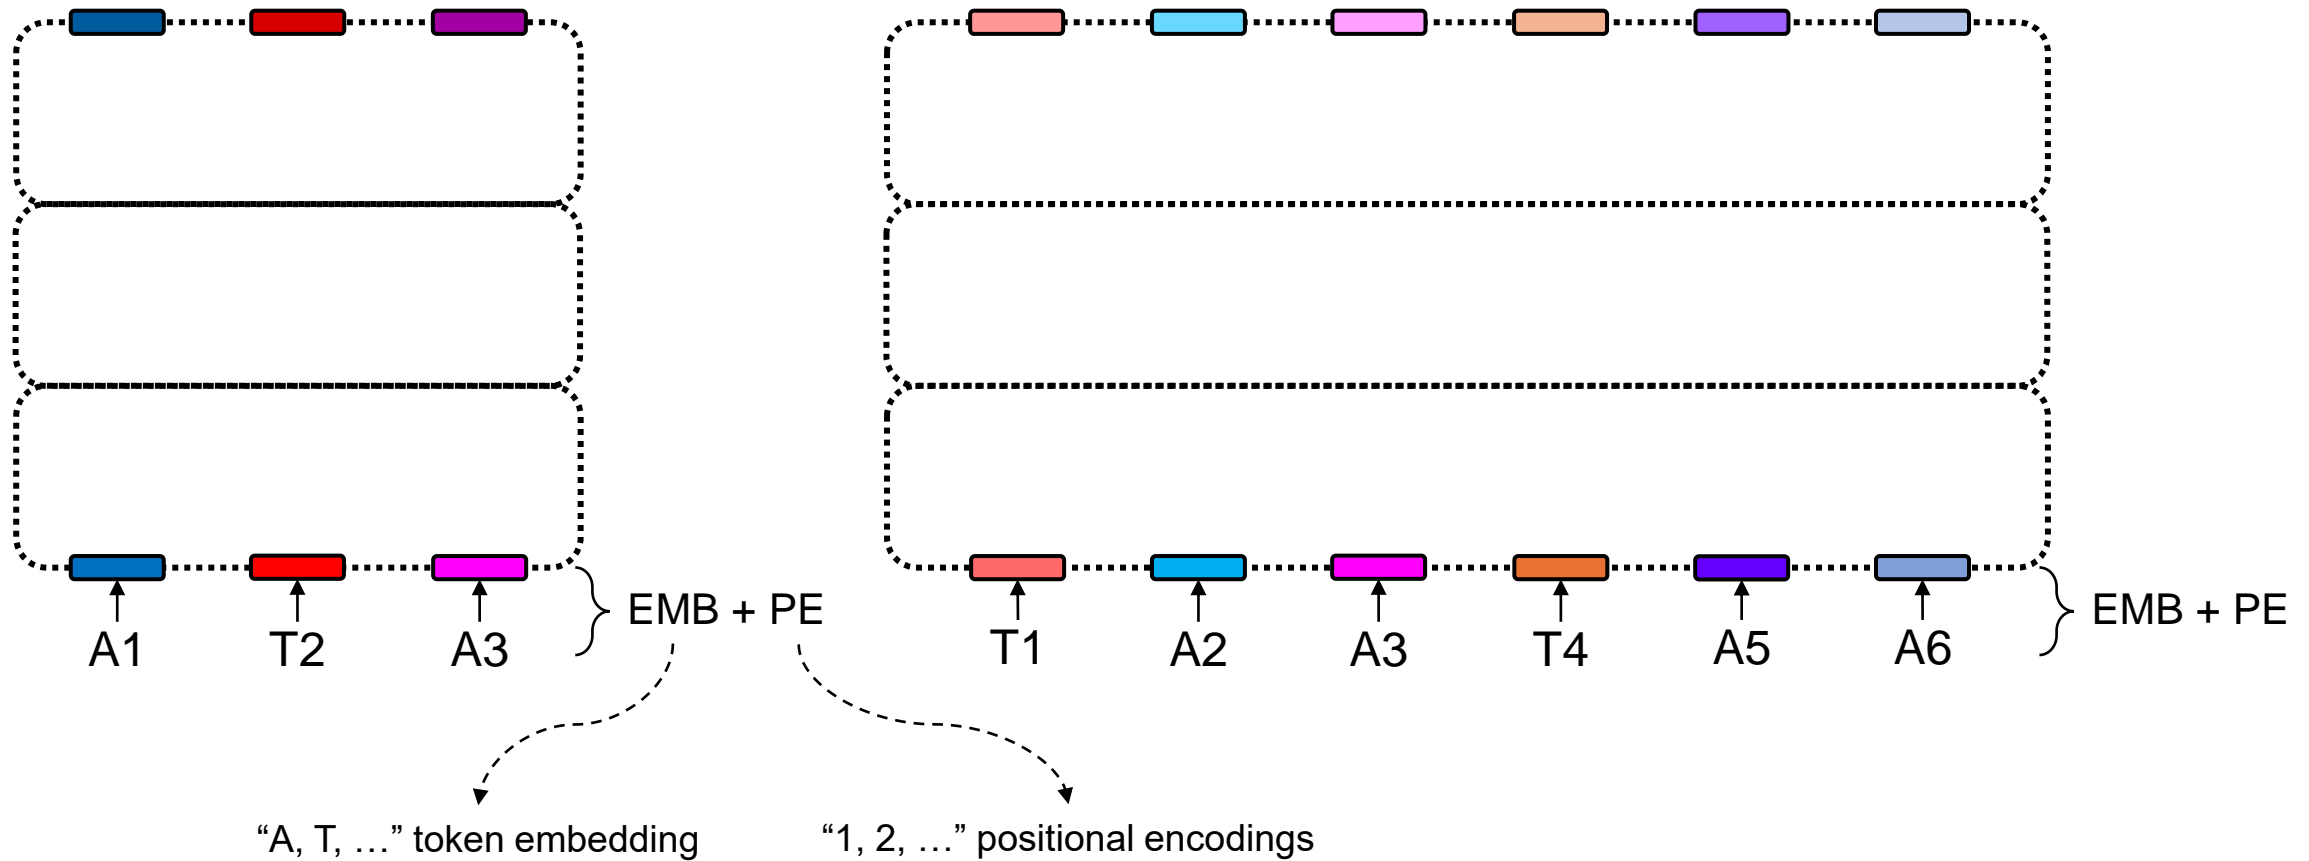 EMB + PE
EMB + PE
A1 T2 A3
T1 A2 A3 T4 A5 A6
“A, T, …” token embedding
“1, 2, …” positional encodings